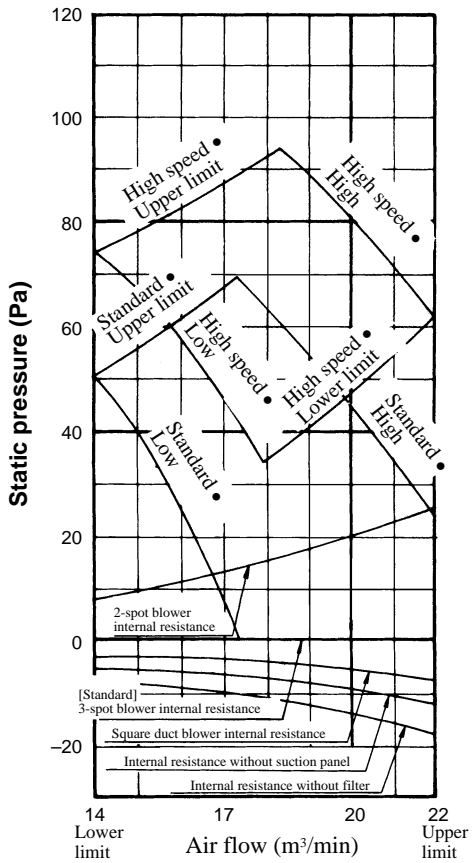 120
100
80
60
40
20
0
–20
Static pressure (Pa)
High speed
Upper limit
High speed
High
Standard
Upper limit
High speed
Low
High speed
Lower limit
Standard
High
Standard
Low
2-spot blower
internal resistance
[Standard]
3-spot blower internal resistance
Square duct blower internal resistance
Internal resistance without suction panel
Internal resistance without filter
14
17
20
22
Lower
limit
Air flow (m³/min)
Upper
limit